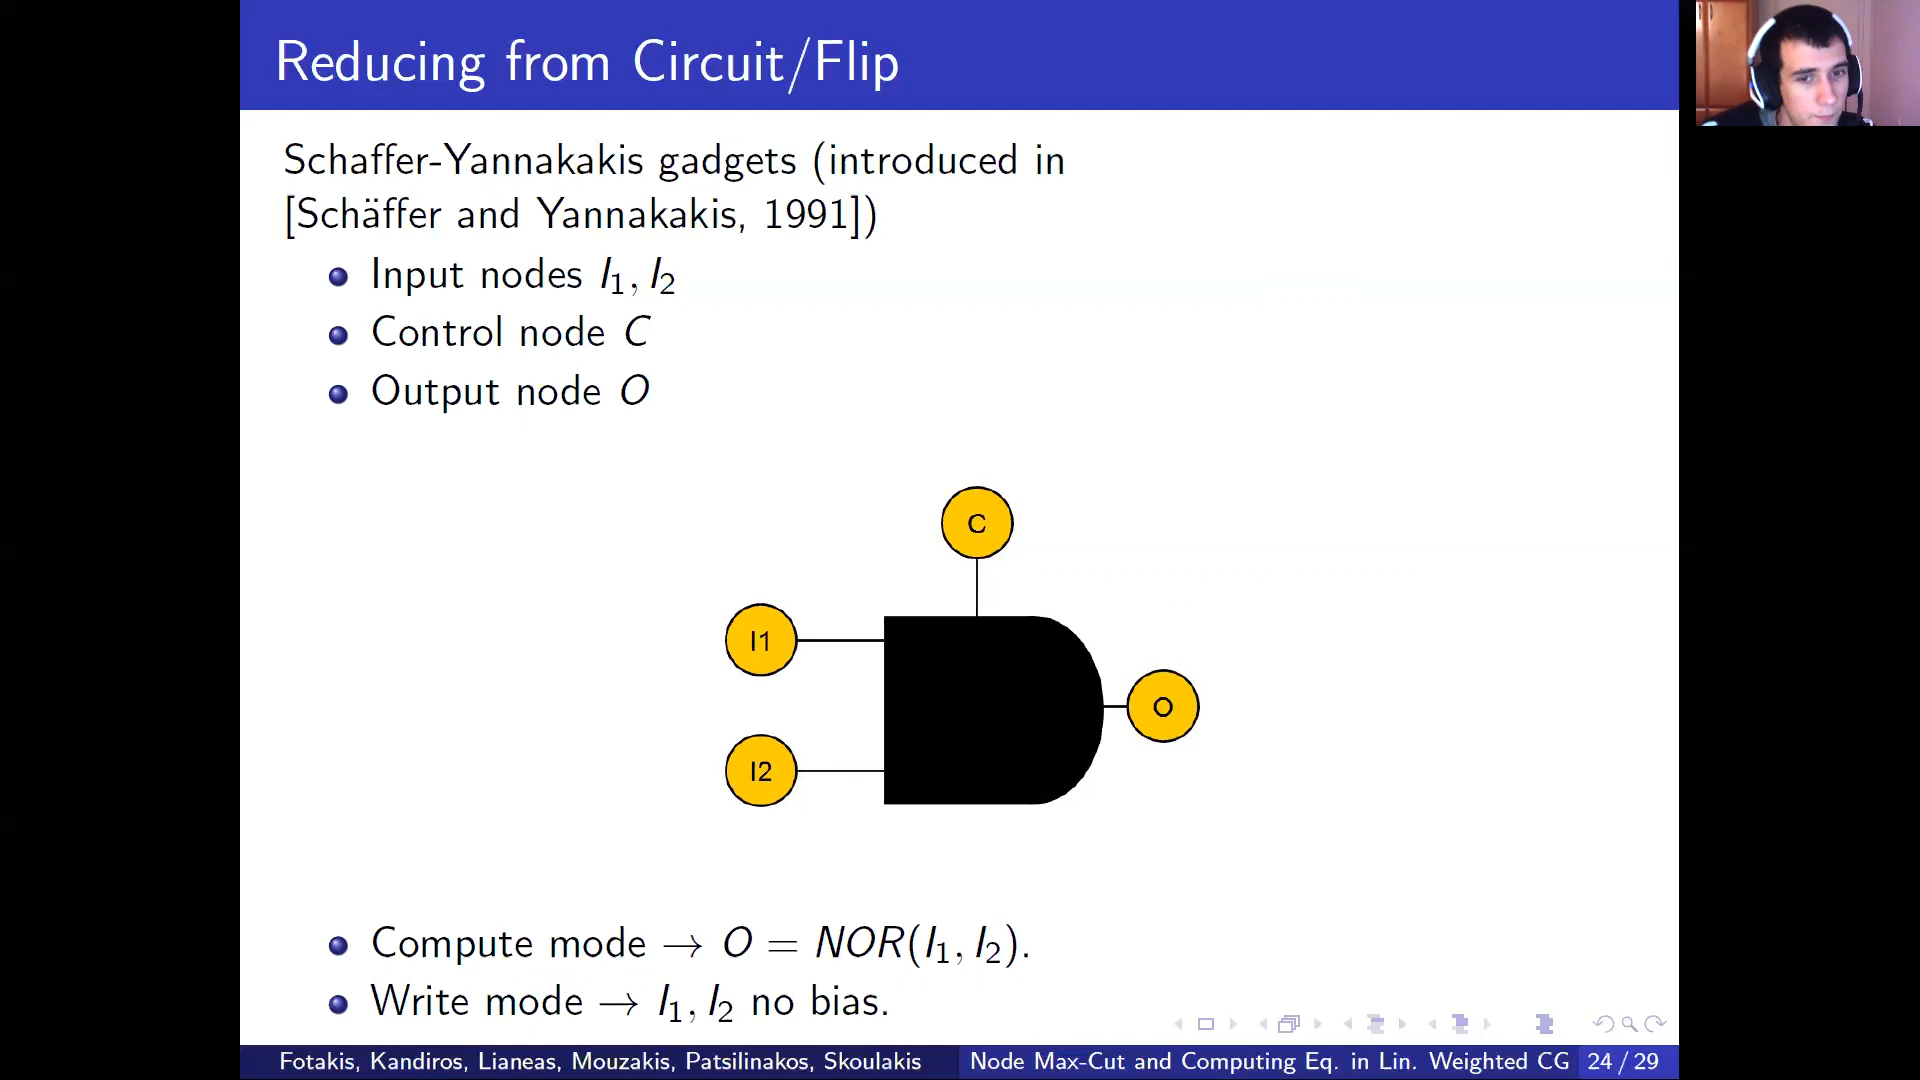 Reducing from Circuit/Flip
Schaffer-Yannakakis gadgets (introduced in
[Schäffer and Yannakakis, 1991])
Input nodes I₁, I₂
Control node C
Output node O
C
I1
I2
O
Compute mode → O = NOR(I₁, I₂).
Write mode → I₁, I₂ no bias.
Fotakis, Kandiros, Lianeas, Mouzakis, Patsilinakos, Skoulakis
Node Max-Cut and Computing Eq. in Lin. Weighted CG
24 / 29